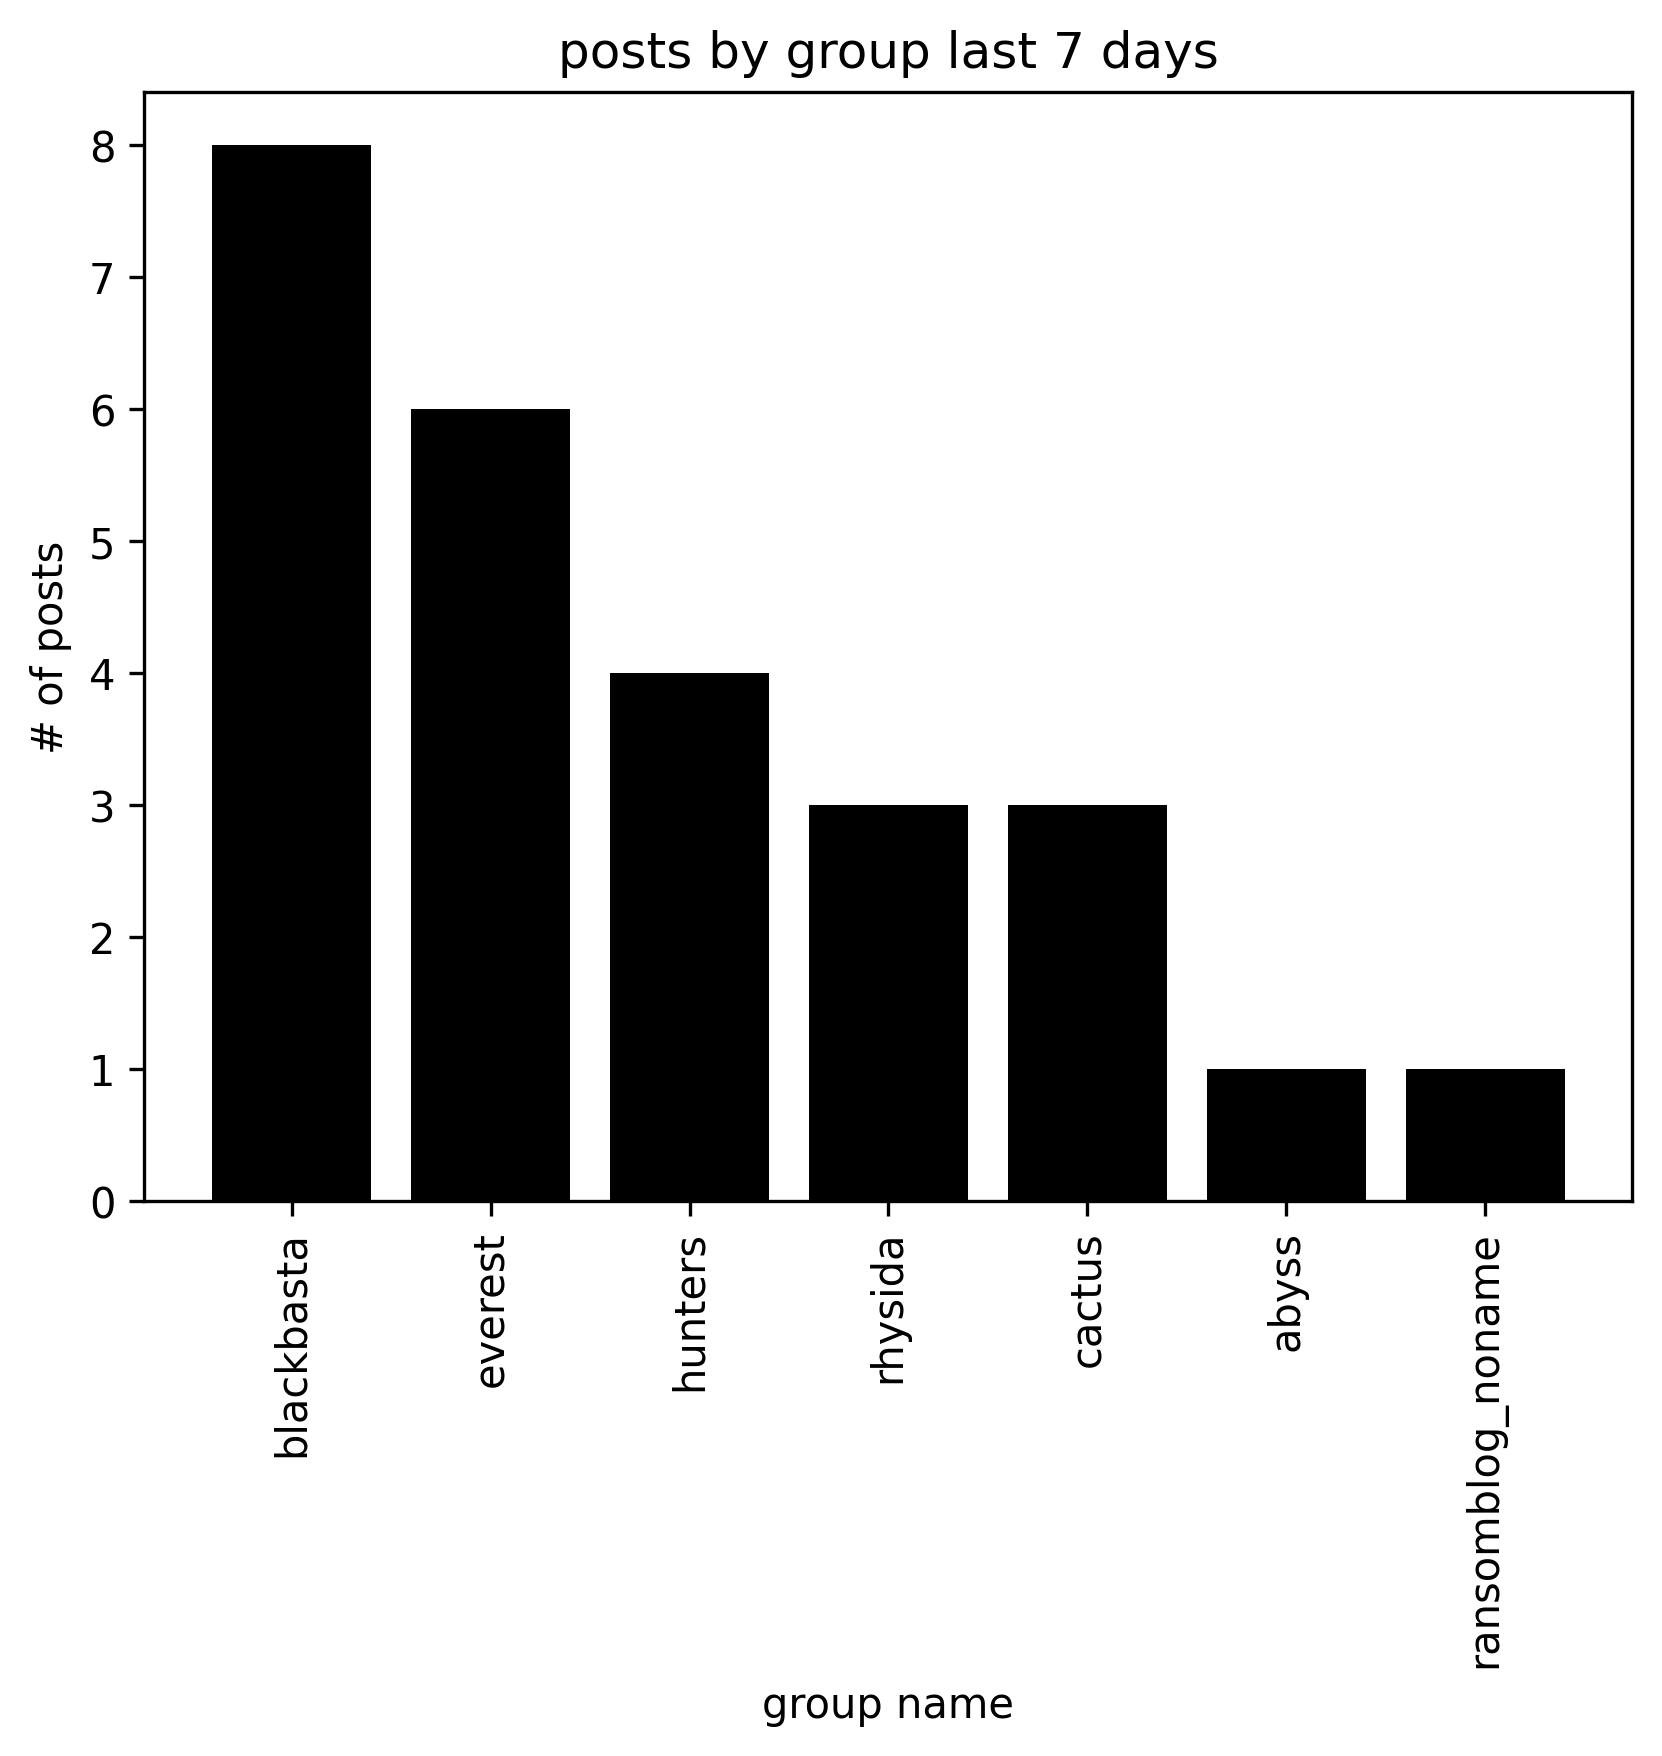 posts by group last 7 days
# of posts
8
7
6
5
4
3
2
1
0
blackbasta
everest
hunters
rhysida
cactus
abyss
ransomblog_noname
group name